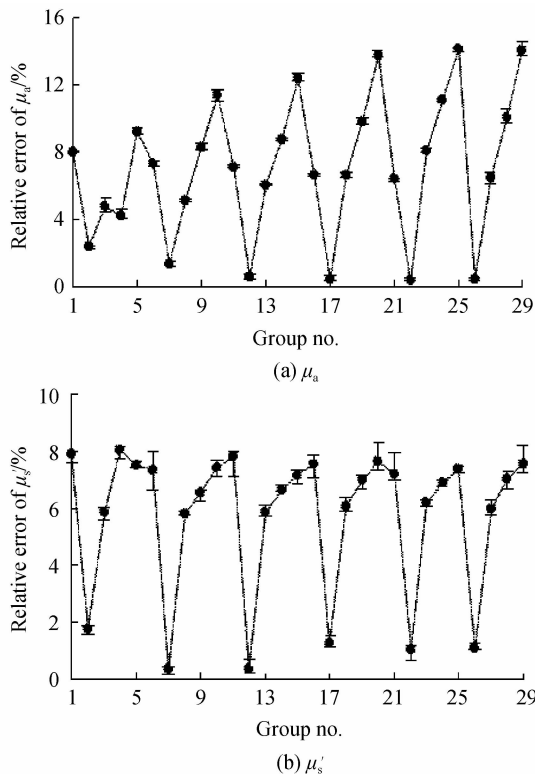 16
12
8
4
0
Relative error of μa/%
1 5 9 13 17 21 25 29
Group no.
(a) μa
10
8
6
4
2
0
Relative error of μs′/%
1 5 9 13 17 21 25 29
Group no.
(b) μs′